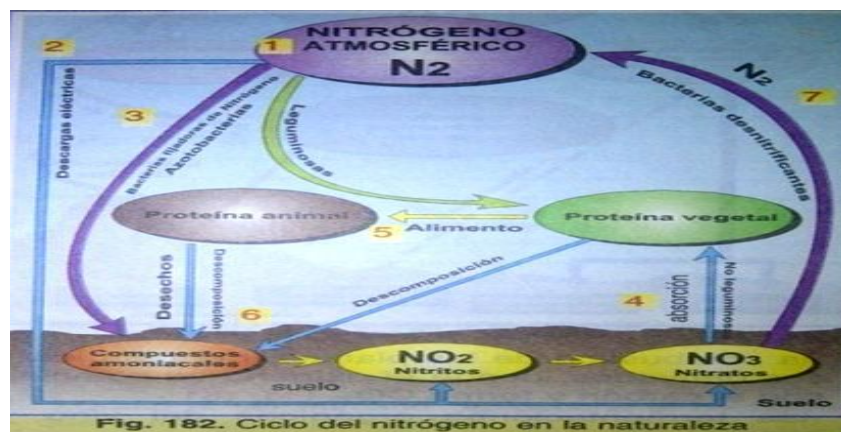 NITRÓGENO
ATMOSFÉRICO
N2
1
2
Descargas eléctricas
3
Bacterias fijadoras de Nitrógeno
Azotobacterias
Leguminosas
N2
Bacterias desnitrificantes
7
Proteína animal
5
Alimento
Proteína vegetal
Desechos
Descomposición
6
Descomposición
4
absorción
No leguminosas
Compuestos
amoniacales
NO2
Nitritos
NO3
Nitratos
suelo
Suelo
Fig. 182. Ciclo del nitrógeno en la naturaleza